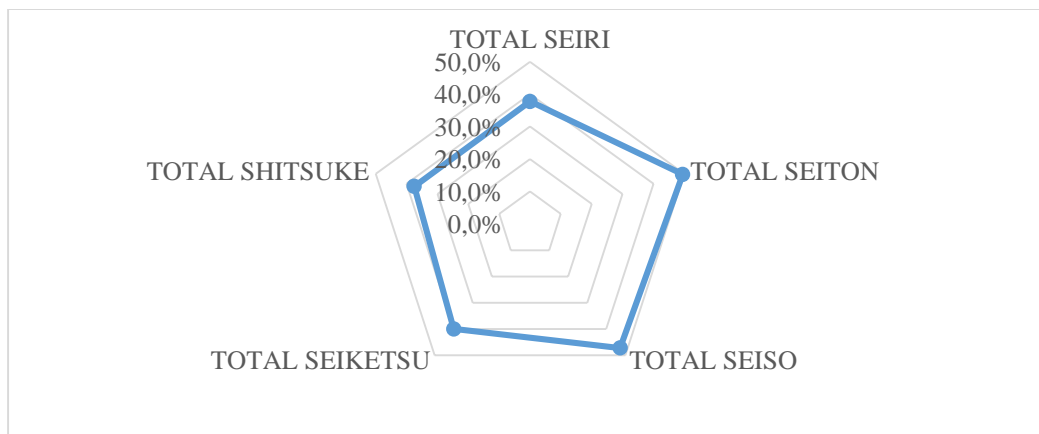 TOTAL SEIRI
50,0%
40,0%
30,0%
20,0%
10,0%
0,0%
TOTAL SHITSUKE
TOTAL SEITON
TOTAL SEIKETSU
TOTAL SEISO